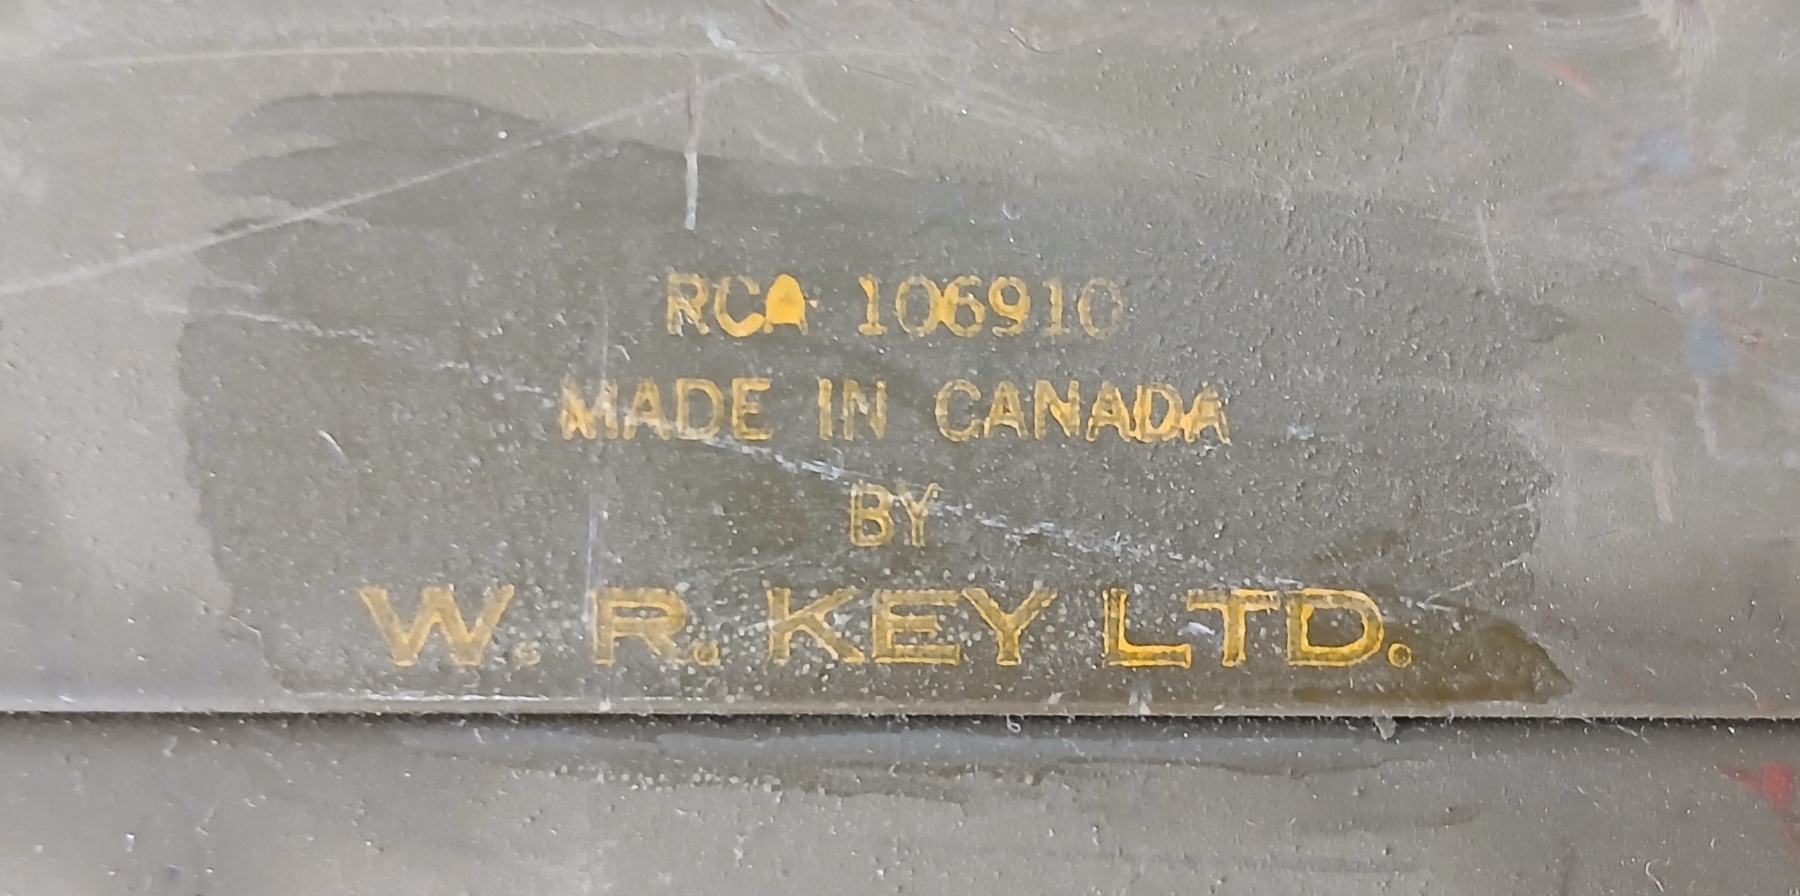 RCA 106910
MADE IN CANADA
BY
W. R. KEY LTD.